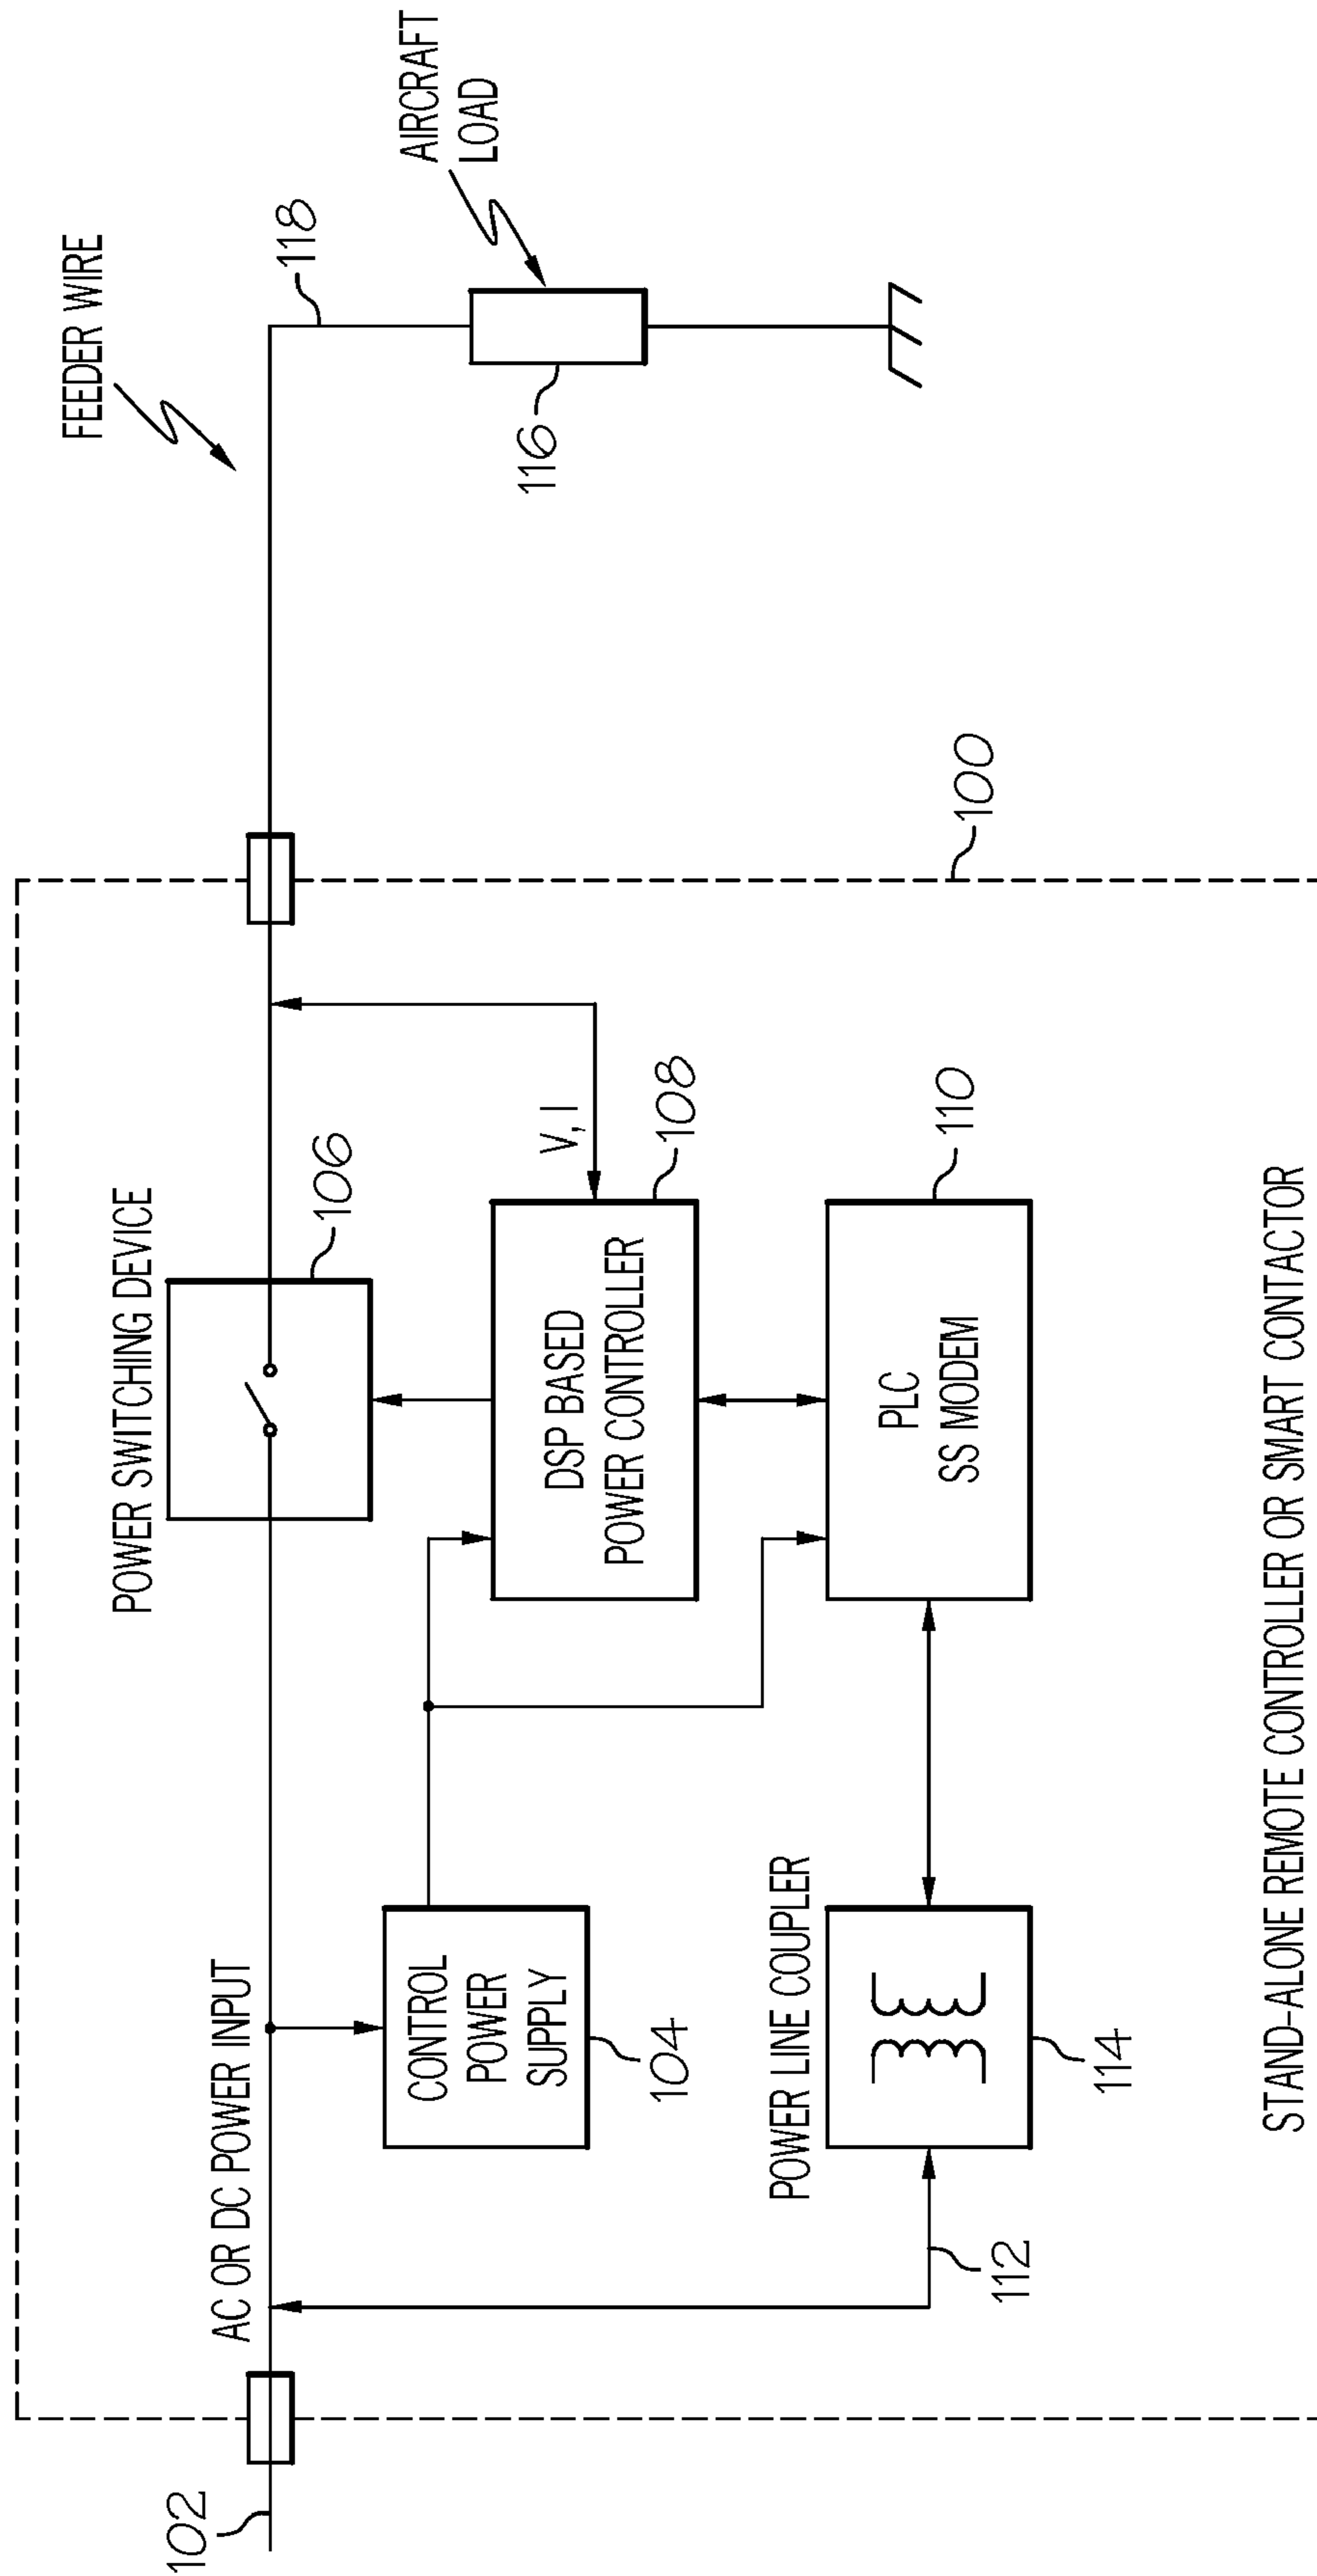 FEEDER WIRE
118
AIRCRAFT
LOAD
116
100
POWER SWITCHING DEVICE
106
V, I
DSP BASED
POWER CONTROLLER
108
PLC
SS MODEM
110
AC OR DC POWER INPUT
102
CONTROL
POWER
SUPPLY
104
POWER LINE COUPLER
114
112
STAND-ALONE REMOTE CONTROLLER OR SMART CONTACTOR